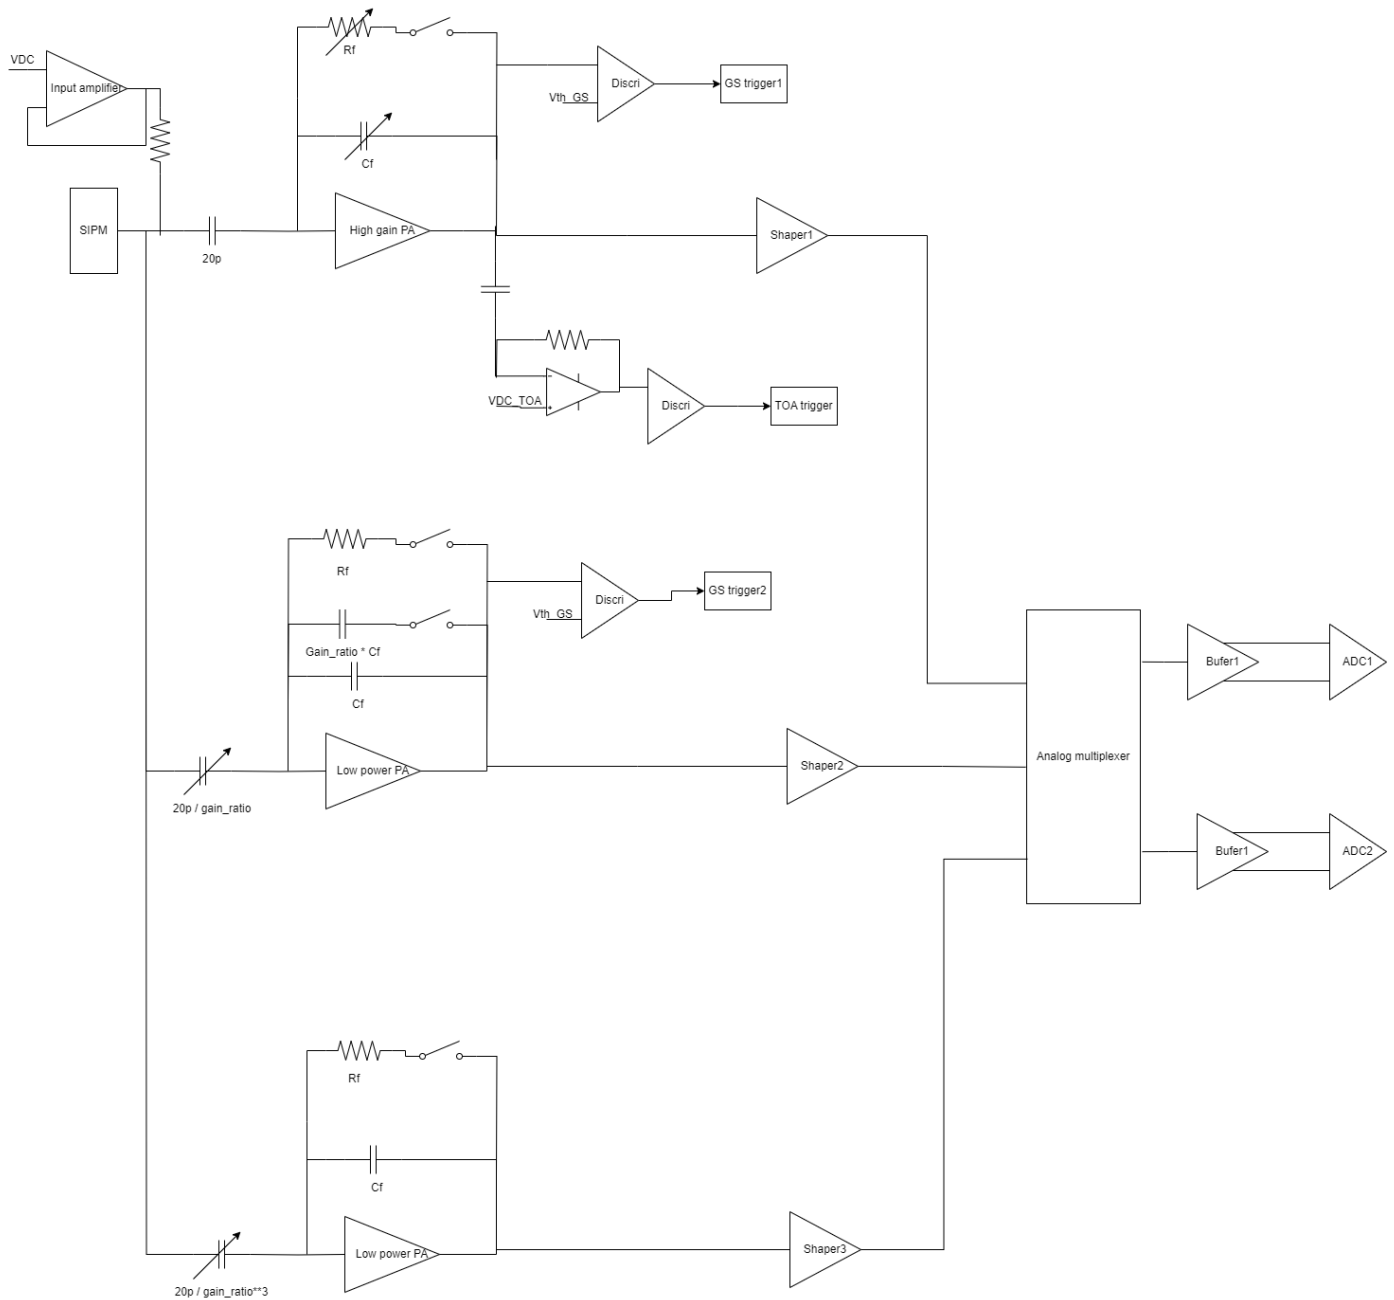 VDC
Input amplifier
Rf
Discri
GS trigger1
Vth_GS
Cf
SIPM
20p
High gain PA
Shaper1
VDC_TOA
Discri
TOA trigger
Rf
Discri
GS trigger2
Vth_GS
Gain_ratio * Cf
Cf
Low power PA
20p / gain_ratio
Shaper2
Analog multiplexer
Bufer1
ADC1
Bufer1
ADC2
Rf
Cf
Low power PA
20p / gain_ratio**3
Shaper3